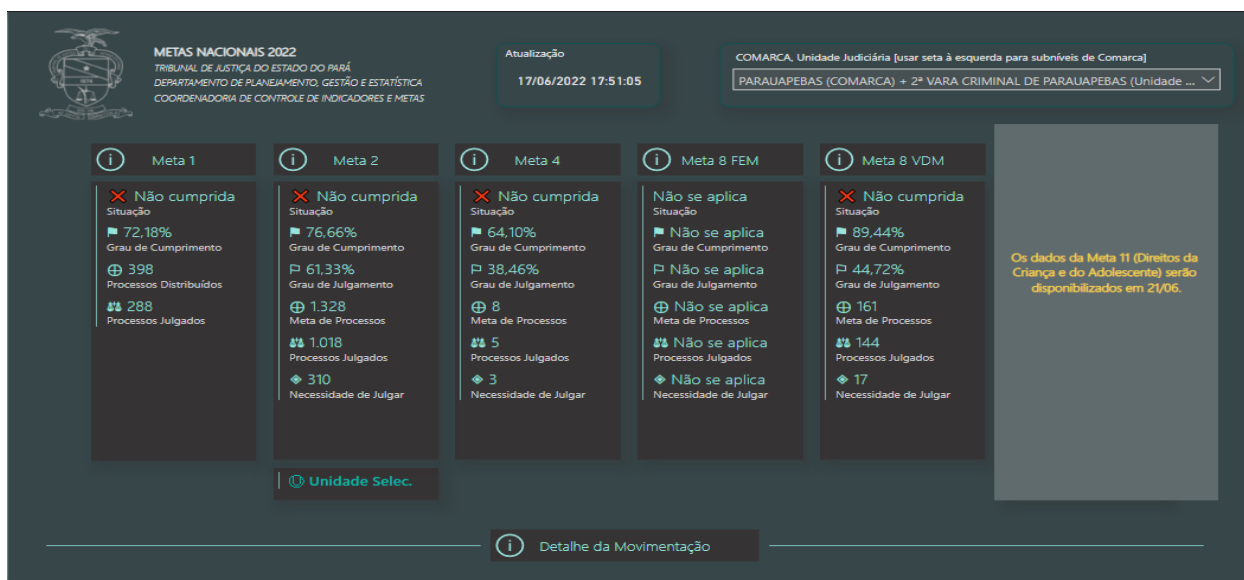 METAS NACIONAIS 2022
TRIBUNAL DE JUSTIÇA DO ESTADO DO PARÁ
DEPARTAMENTO DE PLANEJAMENTO, GESTÃO E ESTATÍSTICA
COORDENADORIA DE CONTROLE DE INDICADORES E METAS
Atualização
17/06/2022 17:51:05
COMARCA, Unidade Judiciária [usar seta à esquerda para subníveis de Comarca]
PARAUAPEBAS (COMARCA) + 2ª VARA CRIMINAL DE PARAUAPEBAS (Unidade ...
Meta 1
Não cumprida
Situação
72,18%
Grau de Cumprimento
398
Processos Distribuídos
288
Processos Julgados
Meta 2
Não cumprida
Situação
76,66%
Grau de Cumprimento
61,33%
Grau de Julgamento
1.328
Meta de Processos
1.018
Processos Julgados
310
Necessidade de Julgar
Unidade Selec.
Meta 4
Não cumprida
Situação
64,10%
Grau de Cumprimento
38,46%
Grau de Julgamento
8
Meta de Processos
5
Processos Julgados
3
Necessidade de Julgar
Meta 8 FEM
Não se aplica
Situação
Não se aplica
Grau de Cumprimento
Não se aplica
Grau de Julgamento
Não se aplica
Meta de Processos
Não se aplica
Processos Julgados
Não se aplica
Necessidade de Julgar
Meta 8 VDM
Não cumprida
Situação
89,44%
Grau de Cumprimento
44,72%
Grau de Julgamento
161
Meta de Processos
144
Processos Julgados
17
Necessidade de Julgar
Os dados da Meta 11 (Direitos da
Criança e do Adolescente) serão
disponibilizados em 21/06.
Detalhe da Movimentação